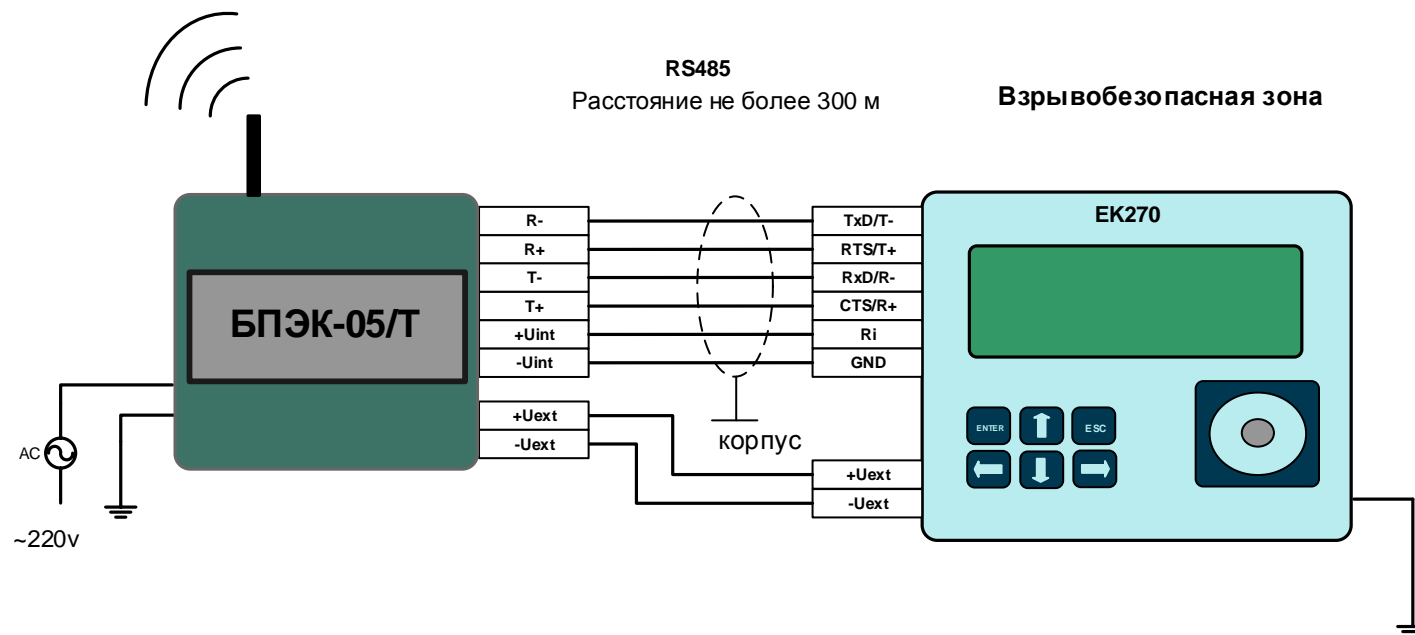 RS485
Расстояние не более 300 м
Взрывобезопасная зона
БПЭК-05/Т
R-
R+
T-
T+
+Uint
-Uint
+Uext
-Uext
TxD/T-
RTS/T+
RxD/R-
CTS/R+
Ri
GND
+Uext
-Uext
корпус
EK270
ENTER
ESC
AC
~220v